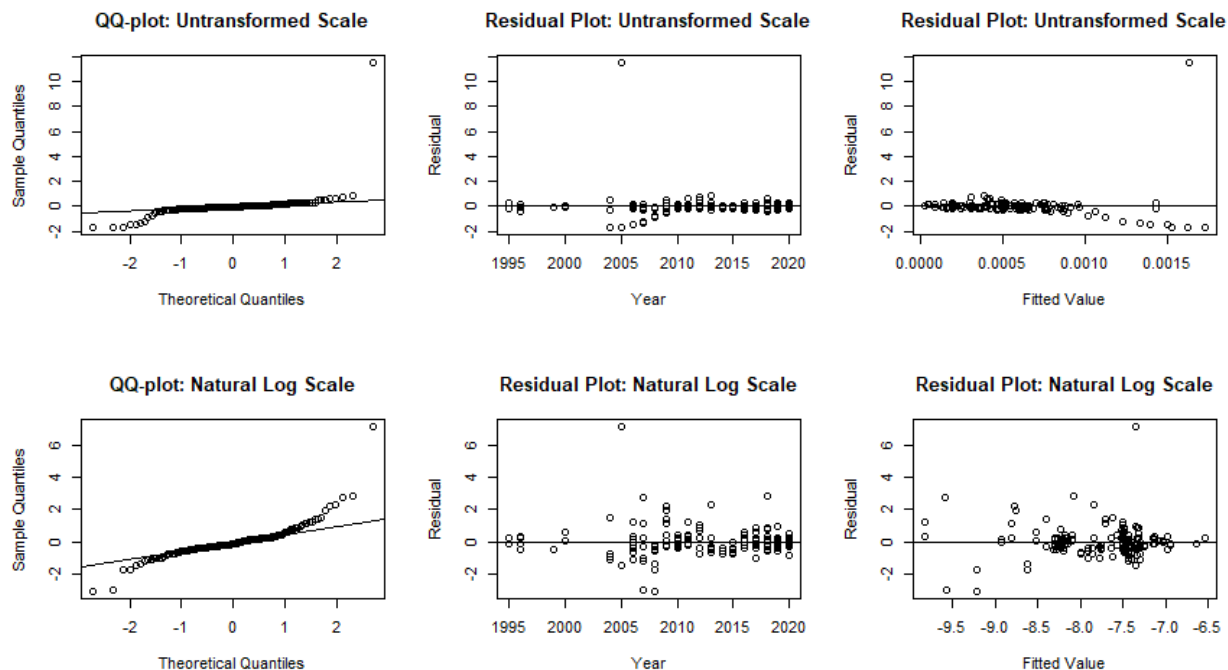 QQ-plot: Untransformed Scale
Sample Quantiles
-2 0 2 4 6 8 10
-2 -1 0 1 2
Theoretical Quantiles
Residual Plot: Untransformed Scale
Residual
-2 0 2 4 6 8 10
1995 2000 2005 2010 2015 2020
Year
Residual Plot: Untransformed Scale
Residual
-2 0 2 4 6 8 10
0.0000 0.0005 0.0010 0.0015
Fitted Value
QQ-plot: Natural Log Scale
Sample Quantiles
-2 0 2 4 6
-2 -1 0 1 2
Theoretical Quantiles
Residual Plot: Natural Log Scale
Residual
-2 0 2 4 6
1995 2000 2005 2010 2015 2020
Year
Residual Plot: Natural Log Scale
Residual
-2 0 2 4 6
-9.5 -9.0 -8.5 -8.0 -7.5 -7.0 -6.5
Fitted Value